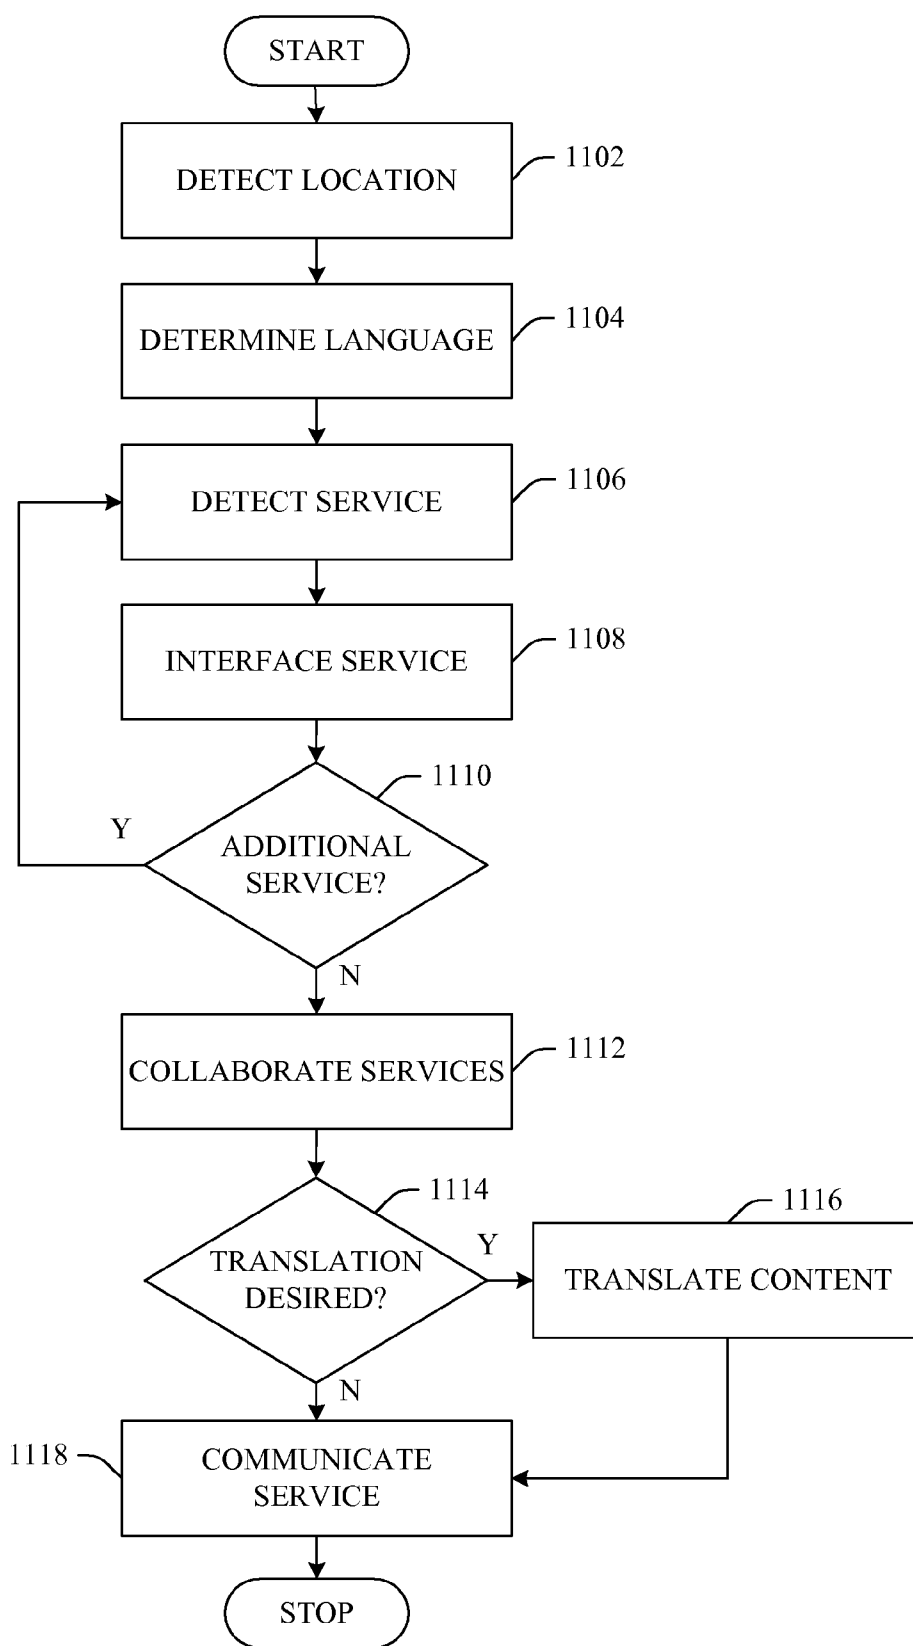 START
DETECT LOCATION
1102
DETERMINE LANGUAGE
1104
DETECT SERVICE
1106
INTERFACE SERVICE
1108
1110
Y
ADDITIONAL
SERVICE?
N
COLLABORATE SERVICES
1112
1114
TRANSLATION
DESIRED?
Y
1116
TRANSLATE CONTENT
N
1118
COMMUNICATE
SERVICE
STOP